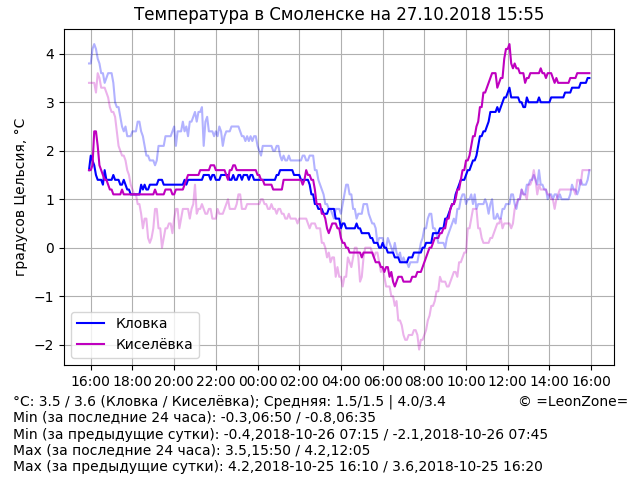 Температура в Смоленске на 27.10.2018 15:55
градусов Цельсия, °C
4
3
2
1
0
−1
−2
Кловка
Киселёвка
16:00 18:00 20:00 22:00 00:00 02:00 04:00 06:00 08:00 10:00 12:00 14:00 16:00
°C: 3.5 / 3.6 (Кловка / Киселёвка); Средняя: 1.5/1.5 | 4.0/3.4 © =LeonZone=
Min (за последние 24 часа): -0.3,06:50 / -0.8,06:35
Min (за предыдущие сутки): -0.4,2018-10-26 07:15 / -2.1,2018-10-26 07:45
Max (за последние 24 часа): 3.5,15:50 / 4.2,12:05
Max (за предыдущие сутки): 4.2,2018-10-25 16:10 / 3.6,2018-10-25 16:20